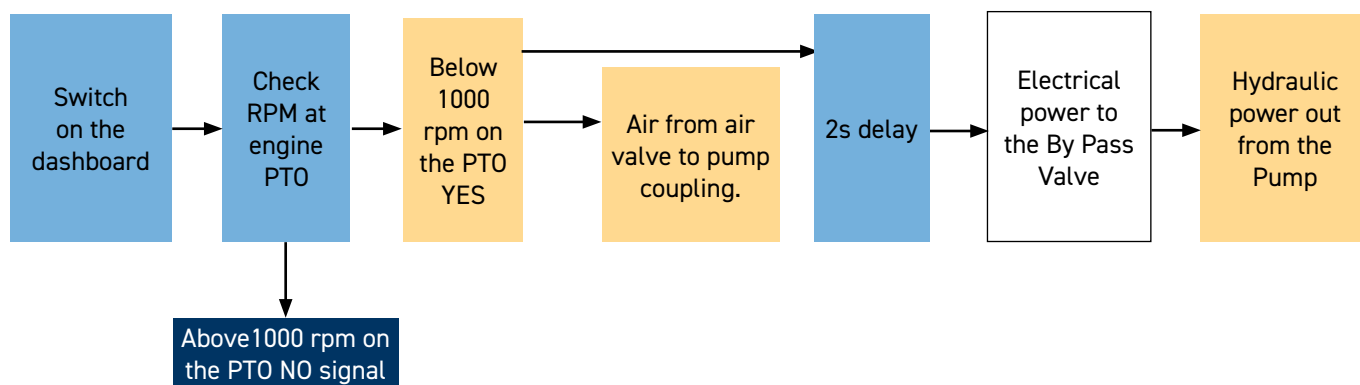 Switch
on the
dashboard
Check
RPM at
engine
PTO
Below
1000
rpm on
the PTO
YES
Air from air
valve to pump
coupling.
2s delay
Electrical
power to
the By Pass
Valve
Hydraulic
power out
from the
Pump
Above1000 rpm on
the PTO NO signal